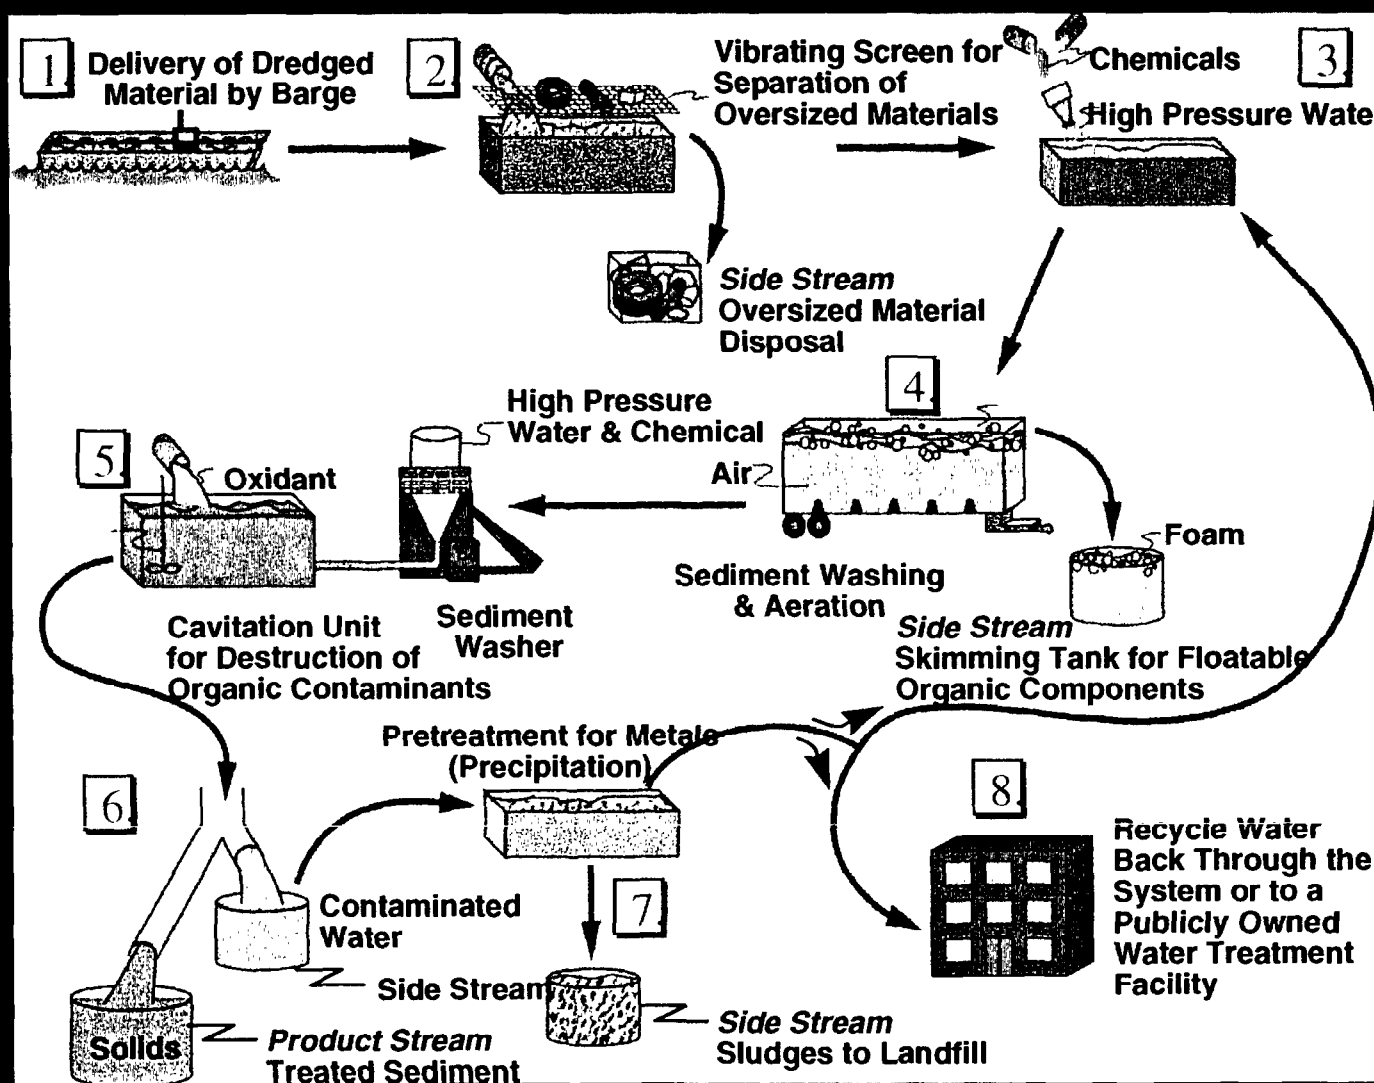 1
Delivery of Dredged
Material by Barge
2
Vibrating Screen for
Separation of
Oversized Materials
3
Chemicals
High Pressure Wate
Side Stream
Oversized Material
Disposal
4
Air
Sediment Washing
& Aeration
Foam
Side Stream
Skimming Tank for Floatable
Organic Components
High Pressure
Water & Chemical
Sediment
Washer
5
Oxidant
Cavitation Unit
for Destruction of
Organic Contaminants
6
Contaminated
Water
Side Stream
Solids
Product Stream
Treated Sediment
Pretreatment for Metals
(Precipitation)
7
Side Stream
Sludges to Landfill
8
Recycle Water
Back Through the
System or to a
Publicly Owned
Water Treatment
Facility